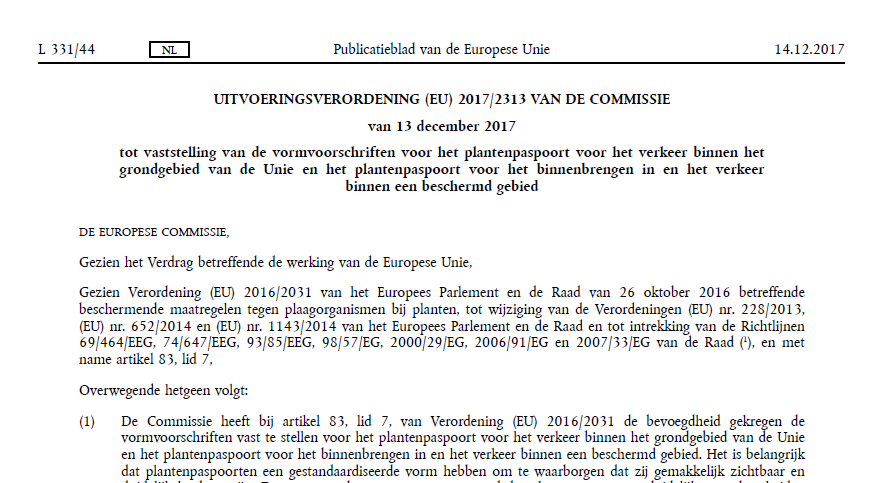 L 331/44 NL Publicatieblad van de Europese Unie 14.12.2017
UITVOERINGSVERORDENING (EU) 2017/2313 VAN DE COMMISSIE
van 13 december 2017
tot vaststelling van de vormvoorschriften voor het plantenpaspoort voor het verkeer binnen het
grondgebied van de Unie en het plantenpaspoort voor het binnenbrengen in en het verkeer
binnen een beschermd gebied
DE EUROPESE COMMISSIE,
Gezien het Verdrag betreffende de werking van de Europese Unie,
Gezien Verordening (EU) 2016/2031 van het Europees Parlement en de Raad van 26 oktober 2016 betreffende
beschermende maatregelen tegen plaagorganismen bij planten, tot wijziging van de Verordeningen (EU) nr. 228/2013,
(EU) nr. 652/2014 en (EU) nr. 1143/2014 van het Europees Parlement en de Raad en tot intrekking van de Richtlijnen
69/464/EEG, 74/647/EEG, 93/85/EEG, 98/57/EG, 2000/29/EG, 2006/91/EG en 2007/33/EG van de Raad (¹), en met
name artikel 83, lid 7,
Overwegende hetgeen volgt:
(1) De Commissie heeft bij artikel 83, lid 7, van Verordening (EU) 2016/2031 de bevoegdheid gekregen de
vormvoorschriften vast te stellen voor het plantenpaspoort voor het verkeer binnen het grondgebied van de Unie
en het plantenpaspoort voor het binnenbrengen in en het verkeer binnen een beschermd gebied. Het is belangrijk
dat plantenpaspoorten een gestandaardiseerde vorm hebben om te waarborgen dat zij gemakkelijk zichtbaar en